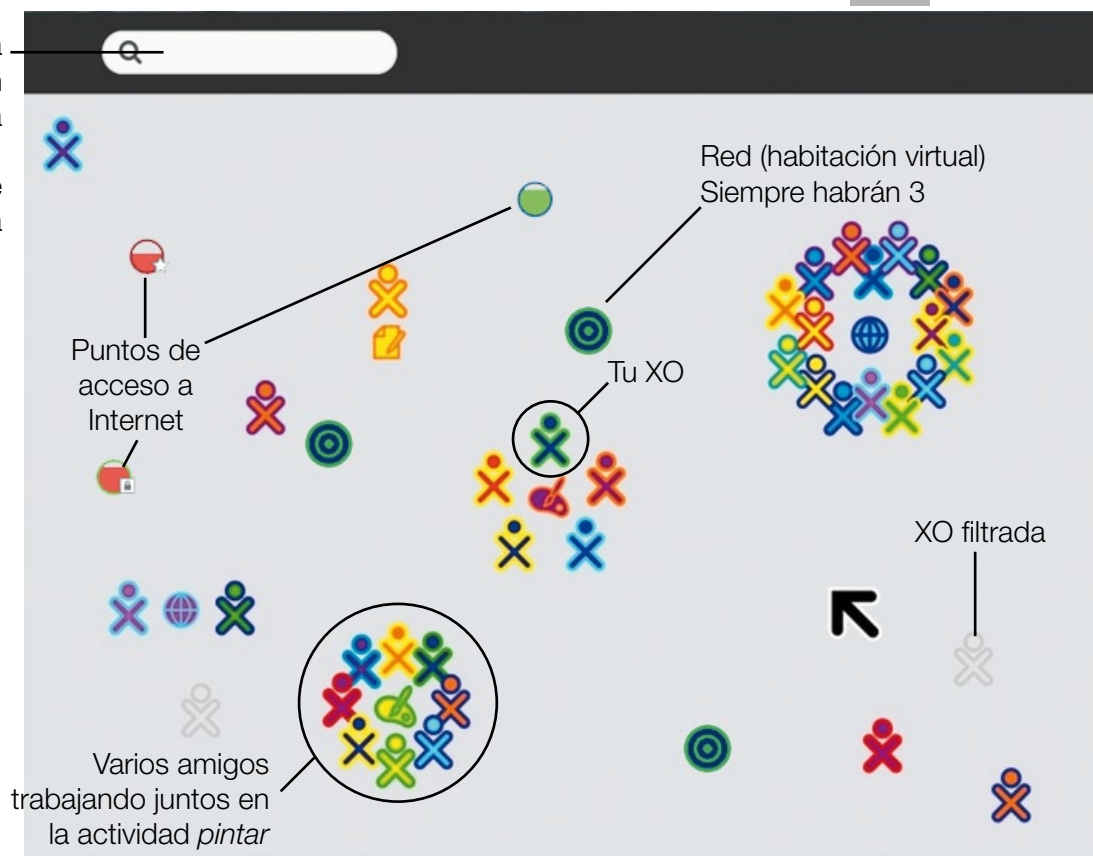 Red (habitación virtual)
Siempre habrán 3
Puntos de
acceso a
Internet
Tu XO
XO filtrada
Varios amigos
trabajando juntos en
la actividad pintar